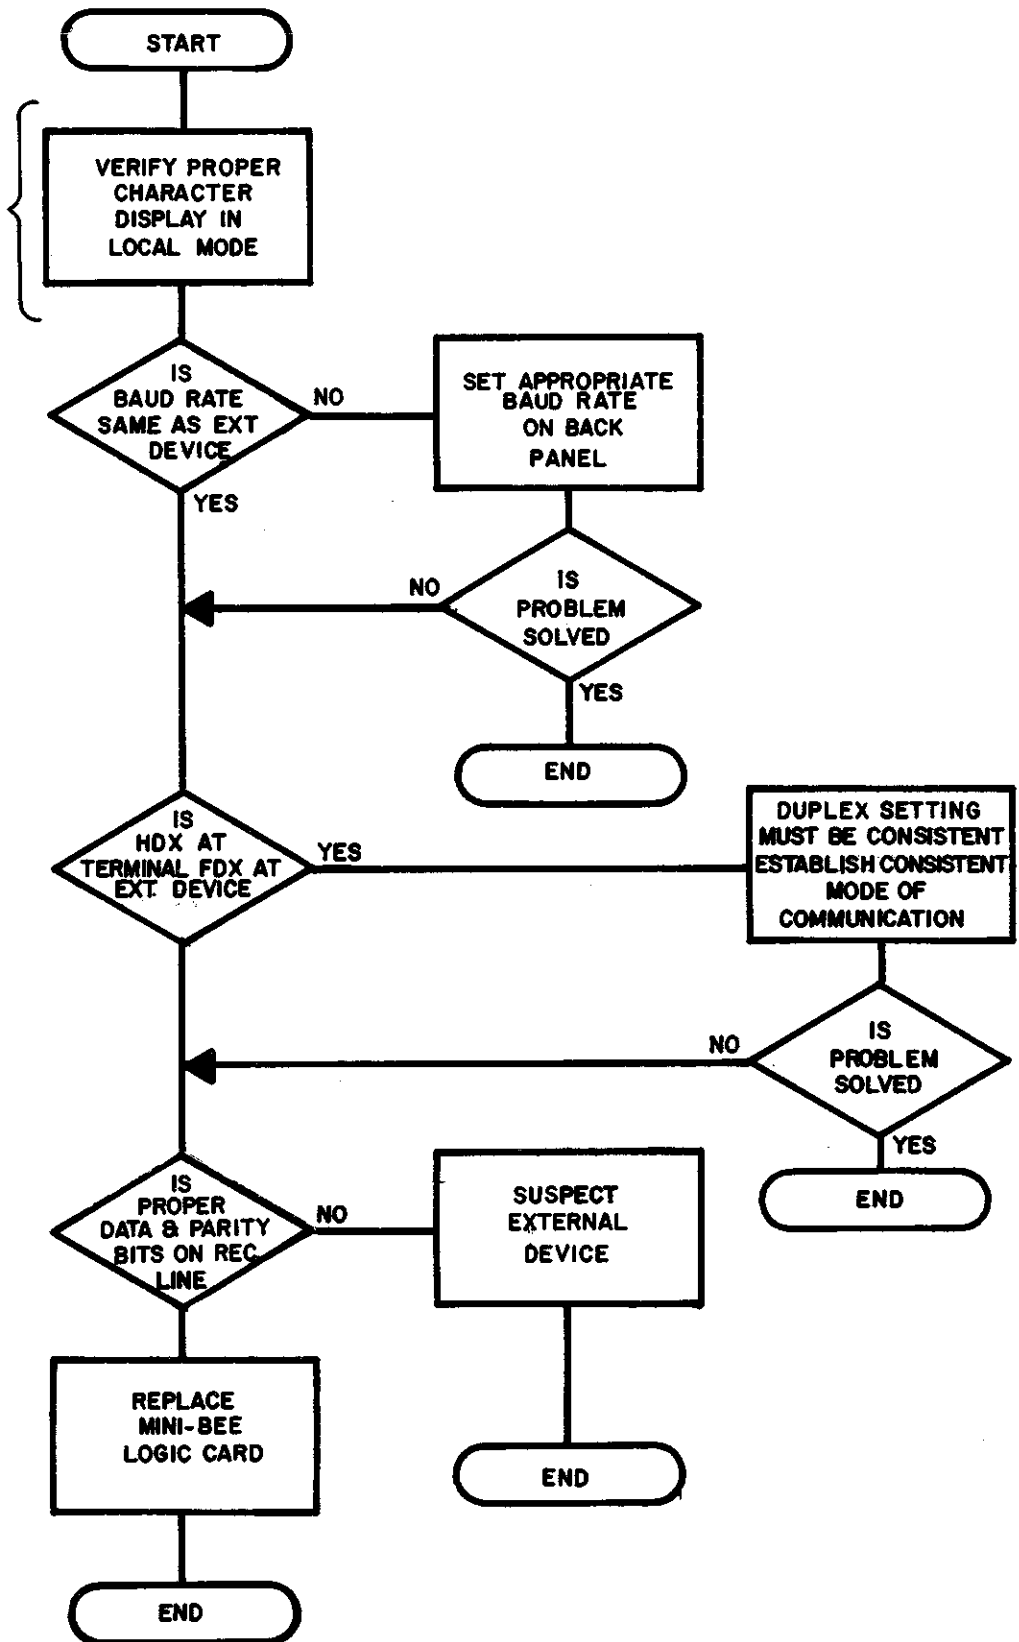 START
VERIFY PROPER
CHARACTER
DISPLAY IN
LOCAL MODE
IS
BAUD RATE
SAME AS EXT
DEVICE
NO
SET APPROPRIATE
BAUD RATE
ON BACK
PANEL
YES
IS
PROBLEM
SOLVED
NO
YES
END
IS
HDX AT
TERMINAL FDX AT
EXT DEVICE
YES
DUPLEX SETTING
MUST BE CONSISTENT
ESTABLISH CONSISTENT
MODE OF
COMMUNICATION
IS
PROBLEM
SOLVED
NO
YES
END
IS
PROPER
DATA & PARITY
BITS ON REC
LINE
NO
SUSPECT
EXTERNAL
DEVICE
END
REPLACE
MINI-BEE
LOGIC CARD
END